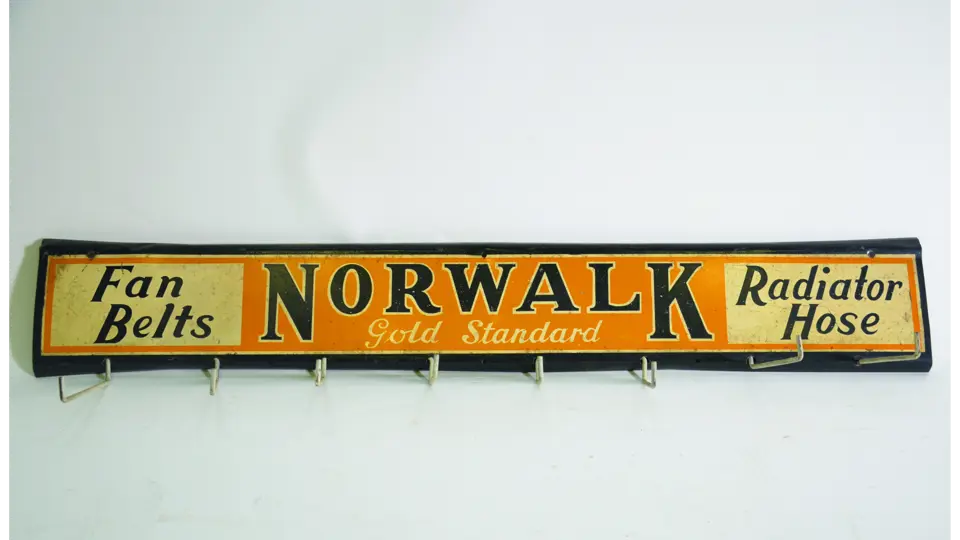 Fan
Belts
NORWALK
Gold Standard
Radiator
Hose